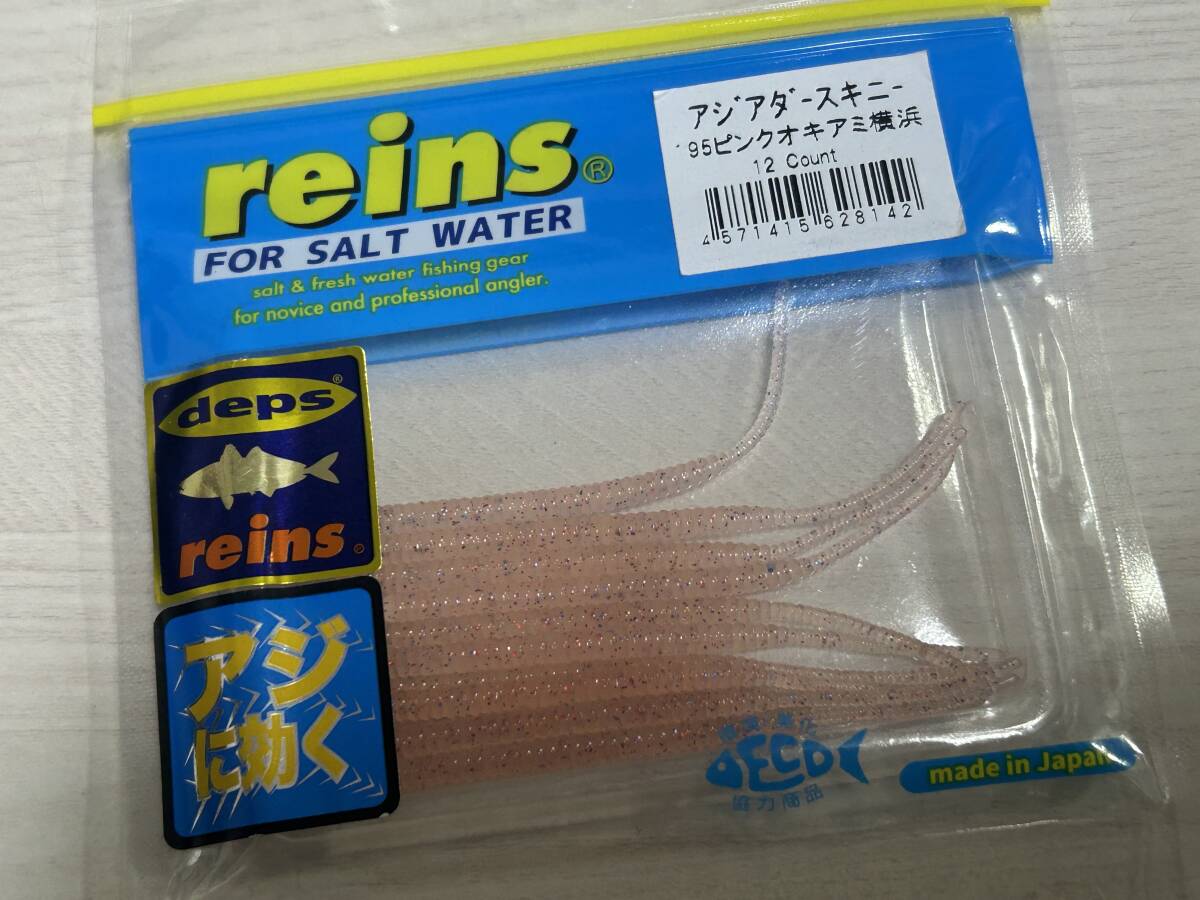 reins®
FOR SALT WATER
salt & fresh water fishing gear
for novice and professional angler.
アジアダースキニー
'95ピンクオキアミ横浜
12 Count
4571415628142
deps®
reins
アジ
に効く
ECO
協力商品
made in Japan